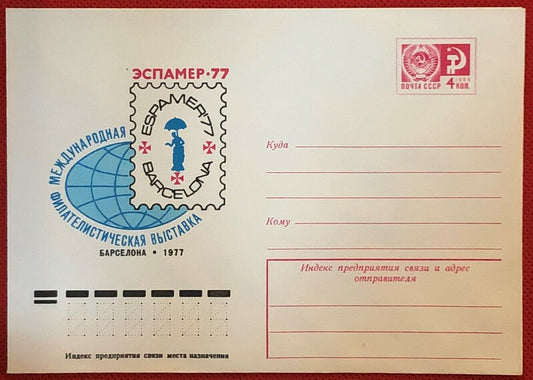 ЭСПАМЕР·77
ESPAMER'77
BARCELONA
МЕЖДУНАРОДНАЯ
ФИЛАТЕЛИСТИЧЕСКАЯ ВЫСТАВКА
БАРСЕЛОНА • 1977
ПОЧТА СССР 4 КОП.
Куда
Кому
Индекс предприятия связи и адрес
отправителя
Индекс предприятия связи места назначения